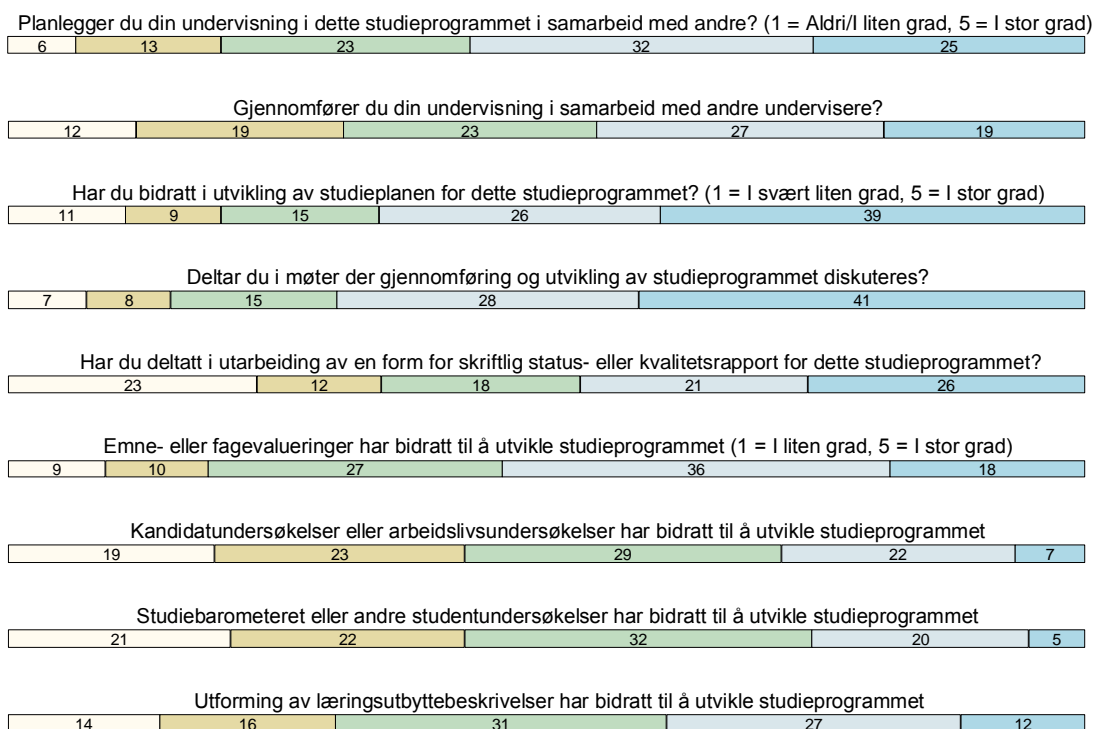 Planlegger du din undervisning i dette studieprogrammet i samarbeid med andre? (1 = Aldri/I liten grad, 5 = I stor grad)
6 13 23 32 25
Gjennomfører du din undervisning i samarbeid med andre undervisere?
12 19 23 27 19
Har du bidratt i utvikling av studieplanen for dette studieprogrammet? (1 = I svært liten grad, 5 = I stor grad)
11 9 15 26 39
Deltar du i møter der gjennomføring og utvikling av studieprogrammet diskuteres?
7 8 15 28 41
Har du deltatt i utarbeiding av en form for skriftlig status- eller kvalitetsrapport for dette studieprogrammet?
23 12 18 21 26
Emne- eller fagevalueringer har bidratt til å utvikle studieprogrammet (1 = I liten grad, 5 = I stor grad)
9 10 27 36 18
Kandidatundersøkelser eller arbeidslivsundersøkelser har bidratt til å utvikle studieprogrammet
19 23 29 22 7
Studiebarometeret eller andre studentundersøkelser har bidratt til å utvikle studieprogrammet
21 22 32 20 5
Utforming av læringsutbyttebeskrivelser har bidratt til å utvikle studieprogrammet
14 16 31 27 12